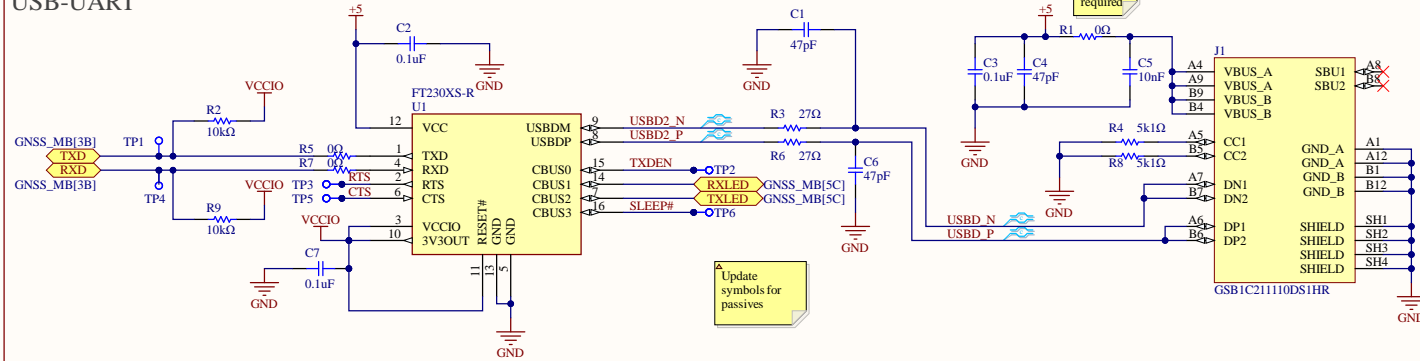 USB-UART
required
+5
C2
0.1uF
GND
C1
47pF
GND
+5
R1
0Ω
C3
0.1uF
C4
47pF
C5
10nF
GND
J1
A4
VBUS_A
A9
VBUS_A
B9
VBUS_B
B4
VBUS_B
SBU1
A8
SBU2
B8
VCCIO
R2
10kΩ
FT230XS-R
U1
12
VCC
USBDM
9
USBD2_N
USBDP
8
USBD2_P
R3
27Ω
R6
27Ω
C6
47pF
GND
R4
5k1Ω
R8
5k1Ω
GND
A5
CC1
B5
CC2
GND_A
A1
GND_A
A12
GND_B
B1
GND_B
B12
GNSS_MB[3B]
TXD
RXD
GNSS_MB[3B]
TP1
TP4
R5
0Ω
R7
0Ω
1
TXD
4
RXD
TP3
RTS
2
RTS
TP5
CTS
6
CTS
CBUS0
15
TXDEN
TP2
CBUS1
14
RXLED
GNSS_MB[5C]
CBUS2
7
TXLED
GNSS_MB[5C]
CBUS3
16
SLEEP#
TP6
A7
DN1
B7
DN2
A6
DP1
B6
DP2
USBD_N
USBD_P
VCCIO
R9
10kΩ
VCCIO
3
VCCIO
10
3V3OUT
RESET#
GND
GND
11
13
5
SHIELD
SH1
SHIELD
SH2
SHIELD
SH3
SHIELD
SH4
C7
0.1uF
GND
GND
Update
symbols for
passives
GSB1C211110DS1HR
GND